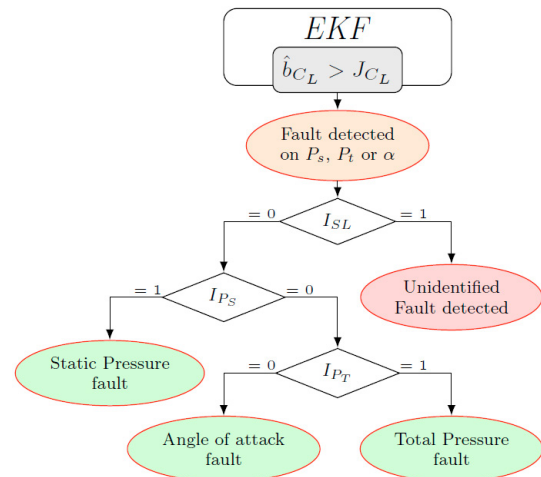 EKF
b̂_{C_L} > J_{C_L}
Fault detected
on P_s, P_t or α
= 0
I_{SL}
= 1
Unidentified
Fault detected
= 1
I_{P_S}
= 0
Static Pressure
fault
= 0
I_{P_T}
= 1
Angle of attack
fault
Total Pressure
fault